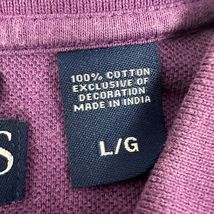 100% COTTON
EXCLUSIVE OF
DECORATION
MADE IN INDIA
S
L/G